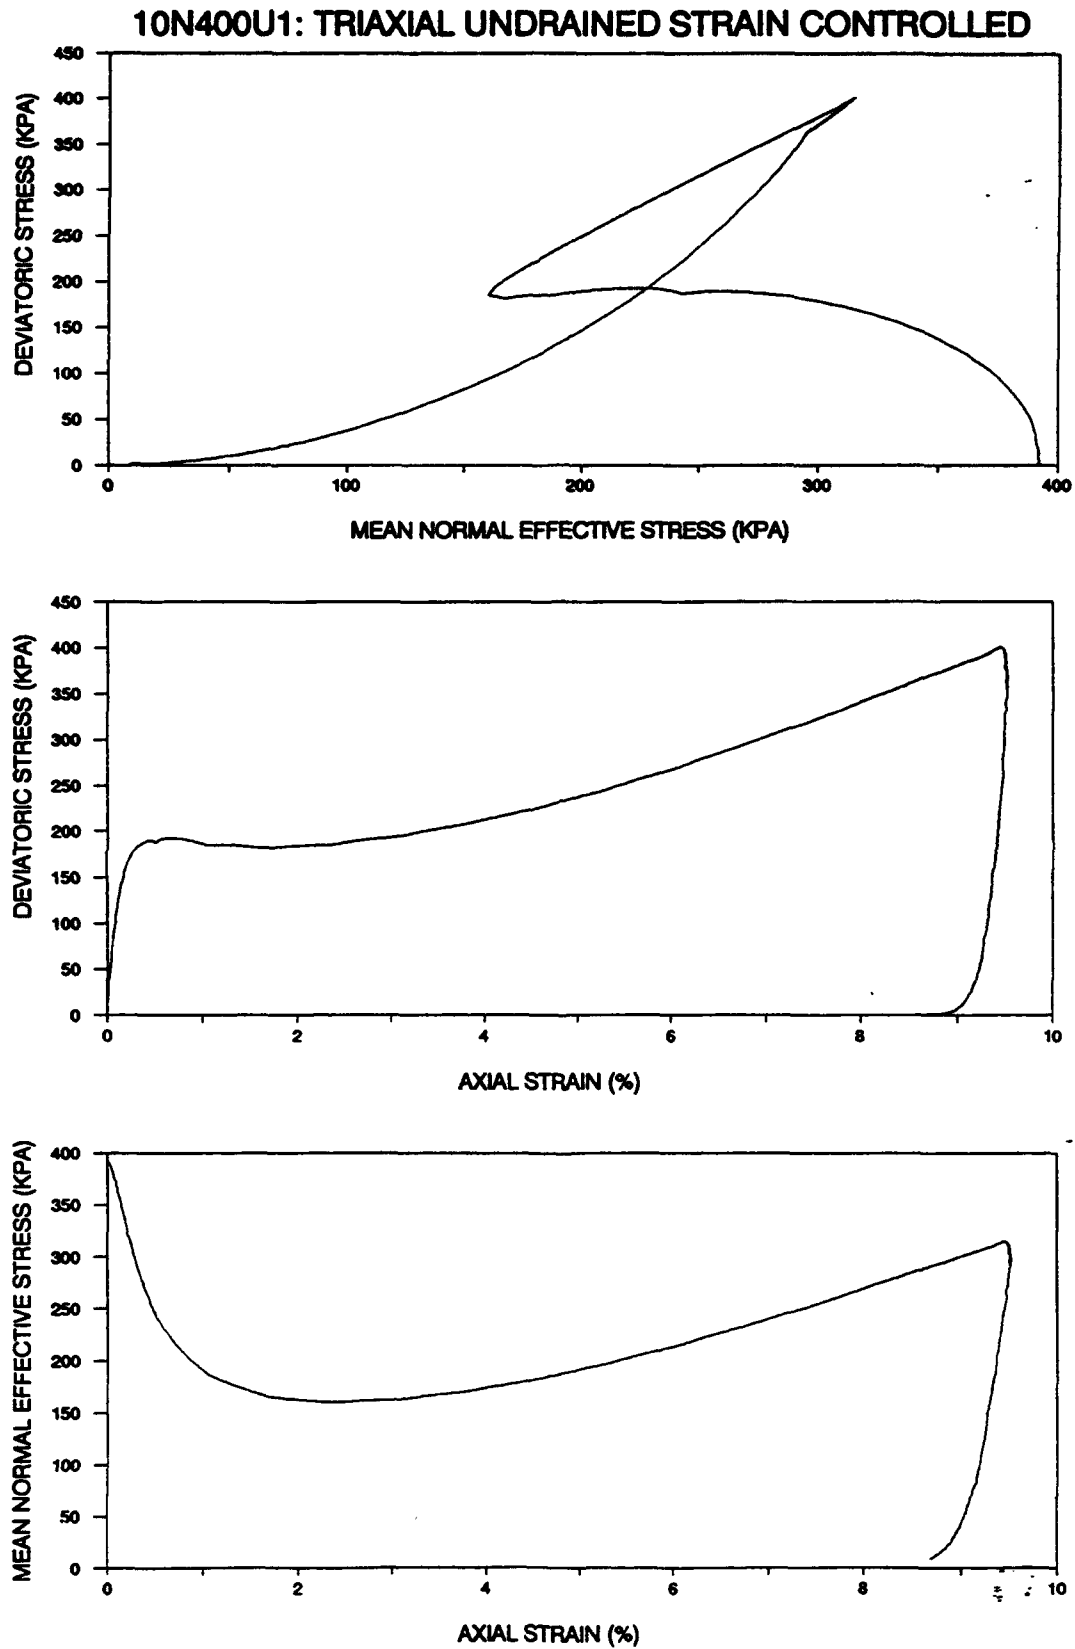 10N400U1: TRIAXIAL UNDRAINED STRAIN CONTROLLED
DEVIATORIC STRESS (KPA)
450
400
350
300
250
200
150
100
50
0
0 100 200 300 400
MEAN NORMAL EFFECTIVE STRESS (KPA)
DEVIATORIC STRESS (KPA)
450
400
350
300
250
200
150
100
50
0
0 2 4 6 8 10
AXIAL STRAIN (%)
MEAN NORMAL EFFECTIVE STRESS (KPA)
400
350
300
250
200
150
100
50
0
0 2 4 6 8 10
AXIAL STRAIN (%)